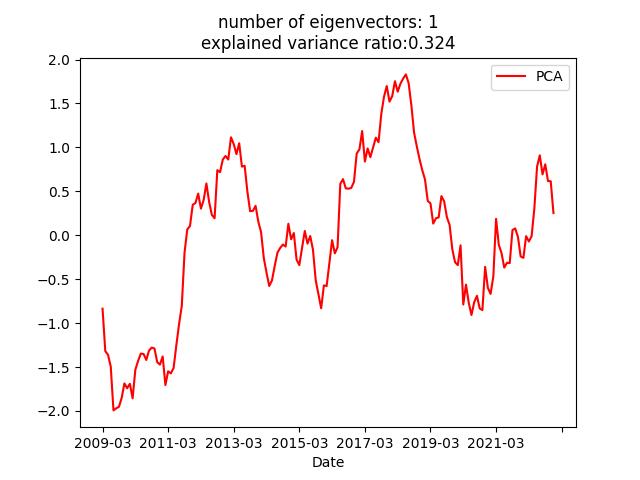 number of eigenvectors: 1
explained variance ratio:0.324
PCA
2.0
1.5
1.0
0.5
0.0
−0.5
−1.0
−1.5
−2.0
2009-03 2011-03 2013-03 2015-03 2017-03 2019-03 2021-03
Date